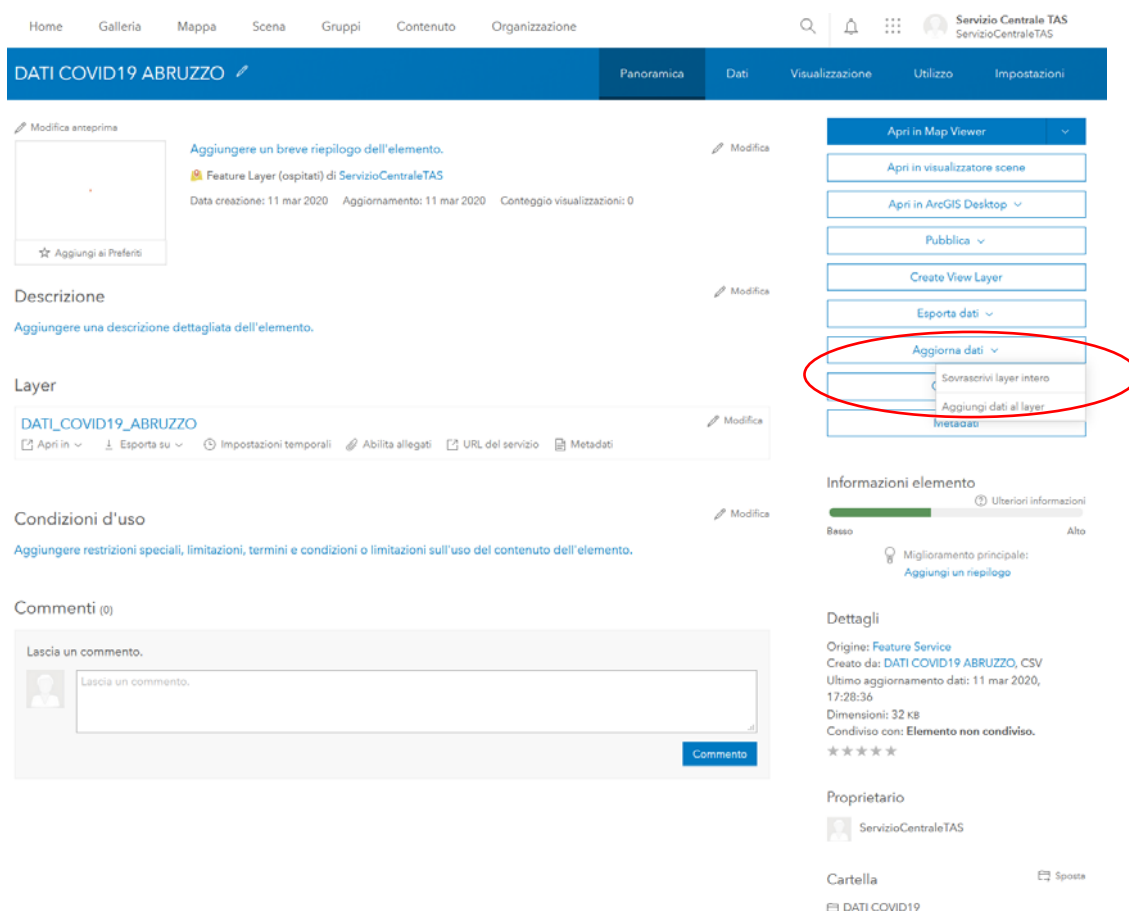 Home Galleria Mappa Scena Gruppi Contenuto Organizzazione
Servizio Centrale TAS
ServizioCentraleTAS
DATI COVID19 ABRUZZO
Panoramica Dati Visualizzazione Utilizzo Impostazioni
Modifica anteprima
Aggiungere un breve riepilogo dell'elemento.
Modifica
Feature Layer (ospitati) di ServizioCentraleTAS
Data creazione: 11 mar 2020 Aggiornamento: 11 mar 2020 Conteggio visualizzazioni: 0
Aggiungi ai Preferiti
Descrizione
Modifica
Aggiungere una descrizione dettagliata dell'elemento.
Layer
DATI_COVID19_ABRUZZO
Modifica
Apri in Esporta su Impostazioni temporali Abilita allegati URL del servizio Metadati
Condizioni d'uso
Modifica
Aggiungere restrizioni speciali, limitazioni, termini e condizioni o limitazioni sull'uso del contenuto dell'elemento.
Commenti (0)
Lascia un commento.
Lascia un commento.
Commento
Apri in Map Viewer
Apri in visualizzatore scene
Apri in ArcGIS Desktop
Pubblica
Create View Layer
Esporta dati
Aggiorna dati
Sovrascrivi layer intero
Aggiungi dati al layer
Metadati
Informazioni elemento
Ulteriori informazioni
Basso Alto
Miglioramento principale:
Aggiungi un riepilogo
Dettagli
Origine: Feature Service
Creato da: DATI COVID19 ABRUZZO, CSV
Ultimo aggiornamento dati: 11 mar 2020,
17:28:36
Dimensioni: 32 KB
Condiviso con: Elemento non condiviso.
Proprietario
ServizioCentraleTAS
Cartella
Sposta
DATI COVID19